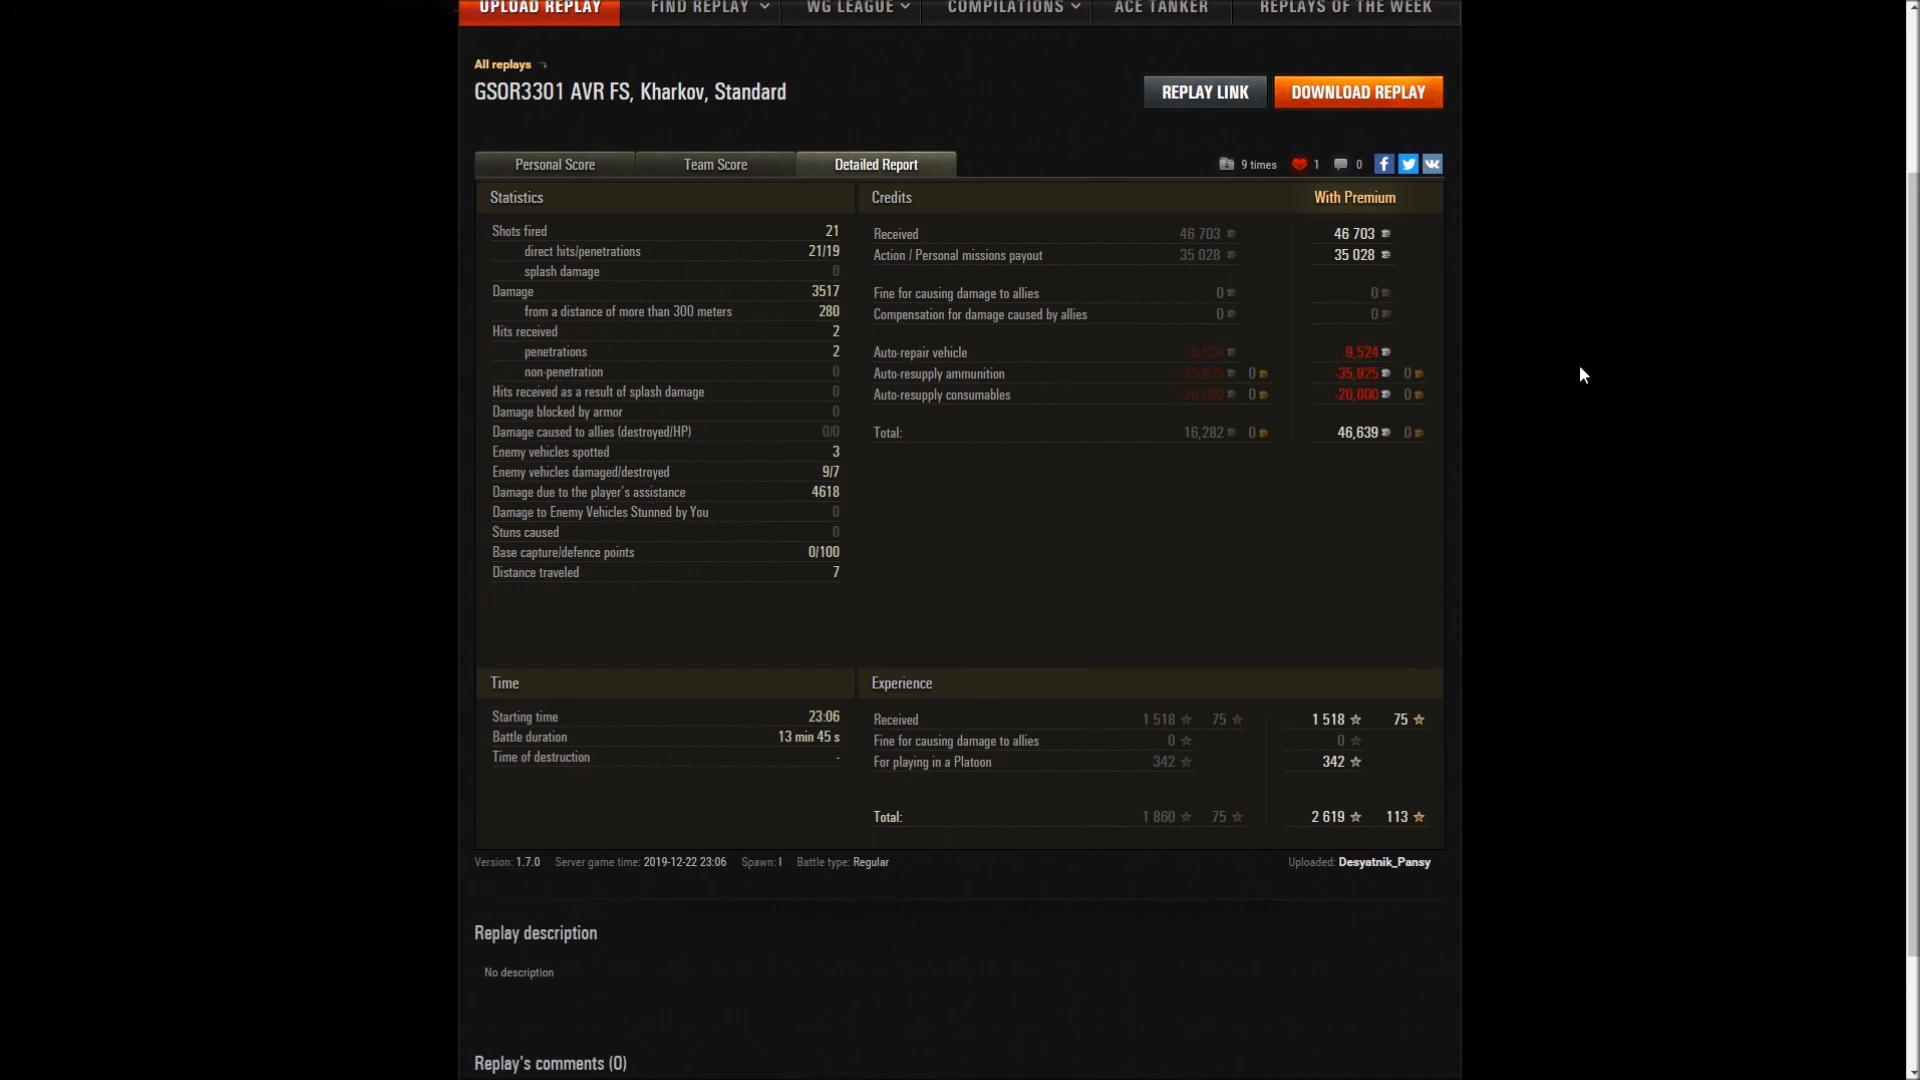 UPLOAD REPLAY FIND REPLAY WG LEAGUE COMPILATIONS ACE TANKER REPLAYS OF THE WEEK
All replays
GSOR3301 AVR FS, Kharkov, Standard REPLAY LINK DOWNLOAD REPLAY
Personal Score Team Score Detailed Report 9 times 1 0
Statistics
Shots fired 21
direct hits/penetrations 21/19
splash damage 0
Damage 3517
from a distance of more than 300 meters 280
Hits received 2
penetrations 2
non-penetration 0
Hits received as a result of splash damage 0
Damage blocked by armor 0
Damage caused to allies (destroyed/HP) 0/0
Enemy vehicles spotted 3
Enemy vehicles damaged/destroyed 9/7
Damage due to the player's assistance 4618
Damage to Enemy Vehicles Stunned by You 0
Stuns caused 0
Base capture/defence points 0/100
Distance traveled 7
Credits With Premium
Received 46 703 46 703
Action / Personal missions payout 35 028 35 028
Fine for causing damage to allies 0 0
Compensation for damage caused by allies 0 0
Auto-repair vehicle -9,524 -9,524
Auto-resupply ammunition -35,925 0 -35,925 0
Auto-resupply consumables -20,000 0 -20,000 0
Total: 16,282 0 46,639 0
Time
Starting time 23:06
Battle duration 13 min 45 s
Time of destruction -
Experience
Received 1 518 75 1 518 75
Fine for causing damage to allies 0 0
For playing in a Platoon 342 342
Total: 1 860 75 2 619 113
Version: 1.7.0 Server game time: 2019-12-22 23:06 Spawn: I Battle type: Regular Uploaded: Desyatnik_Pansy
Replay description
No description
Replay's comments (0)